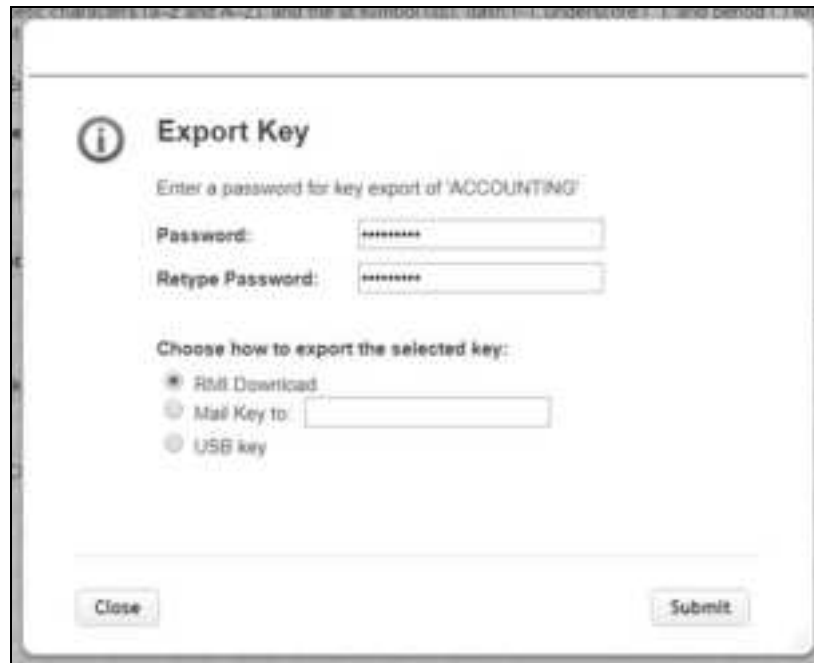 Export Key
Enter a password for key export of 'ACCOUNTING'
Password: •••••••••
Retype Password: •••••••••
Choose how to export the selected key:
RMI Download
Mail Key to:
USB key
Close
Submit